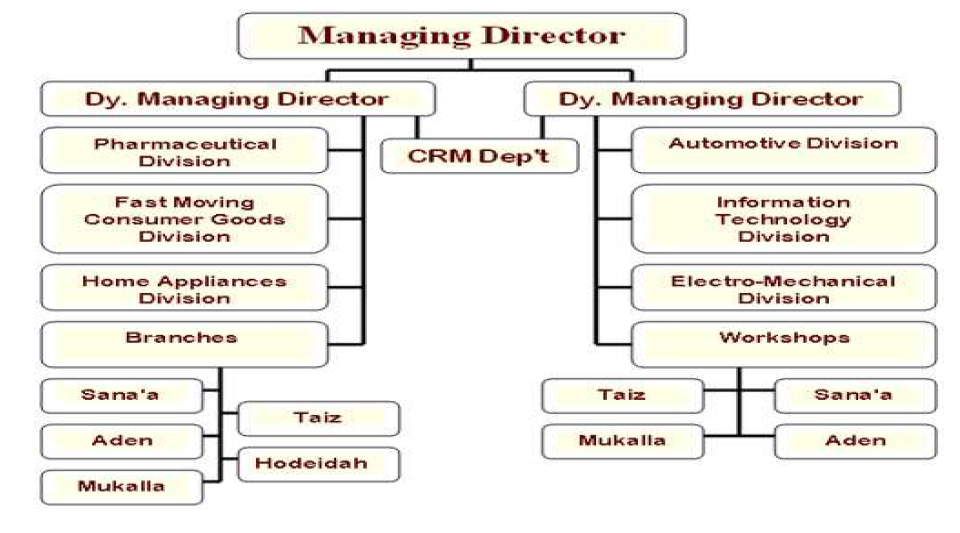 Managing Director
Dy. Managing Director
Dy. Managing Director
CRM Dep't
Pharmaceutical
Division
Fast Moving
Consumer Goods
Division
Home Appliances
Division
Branches
Sana'a
Taiz
Aden
Hodeidah
Mukalla
Automotive Division
Information
Technology
Division
Electro-Mechanical
Division
Workshops
Taiz
Sana'a
Mukalla
Aden